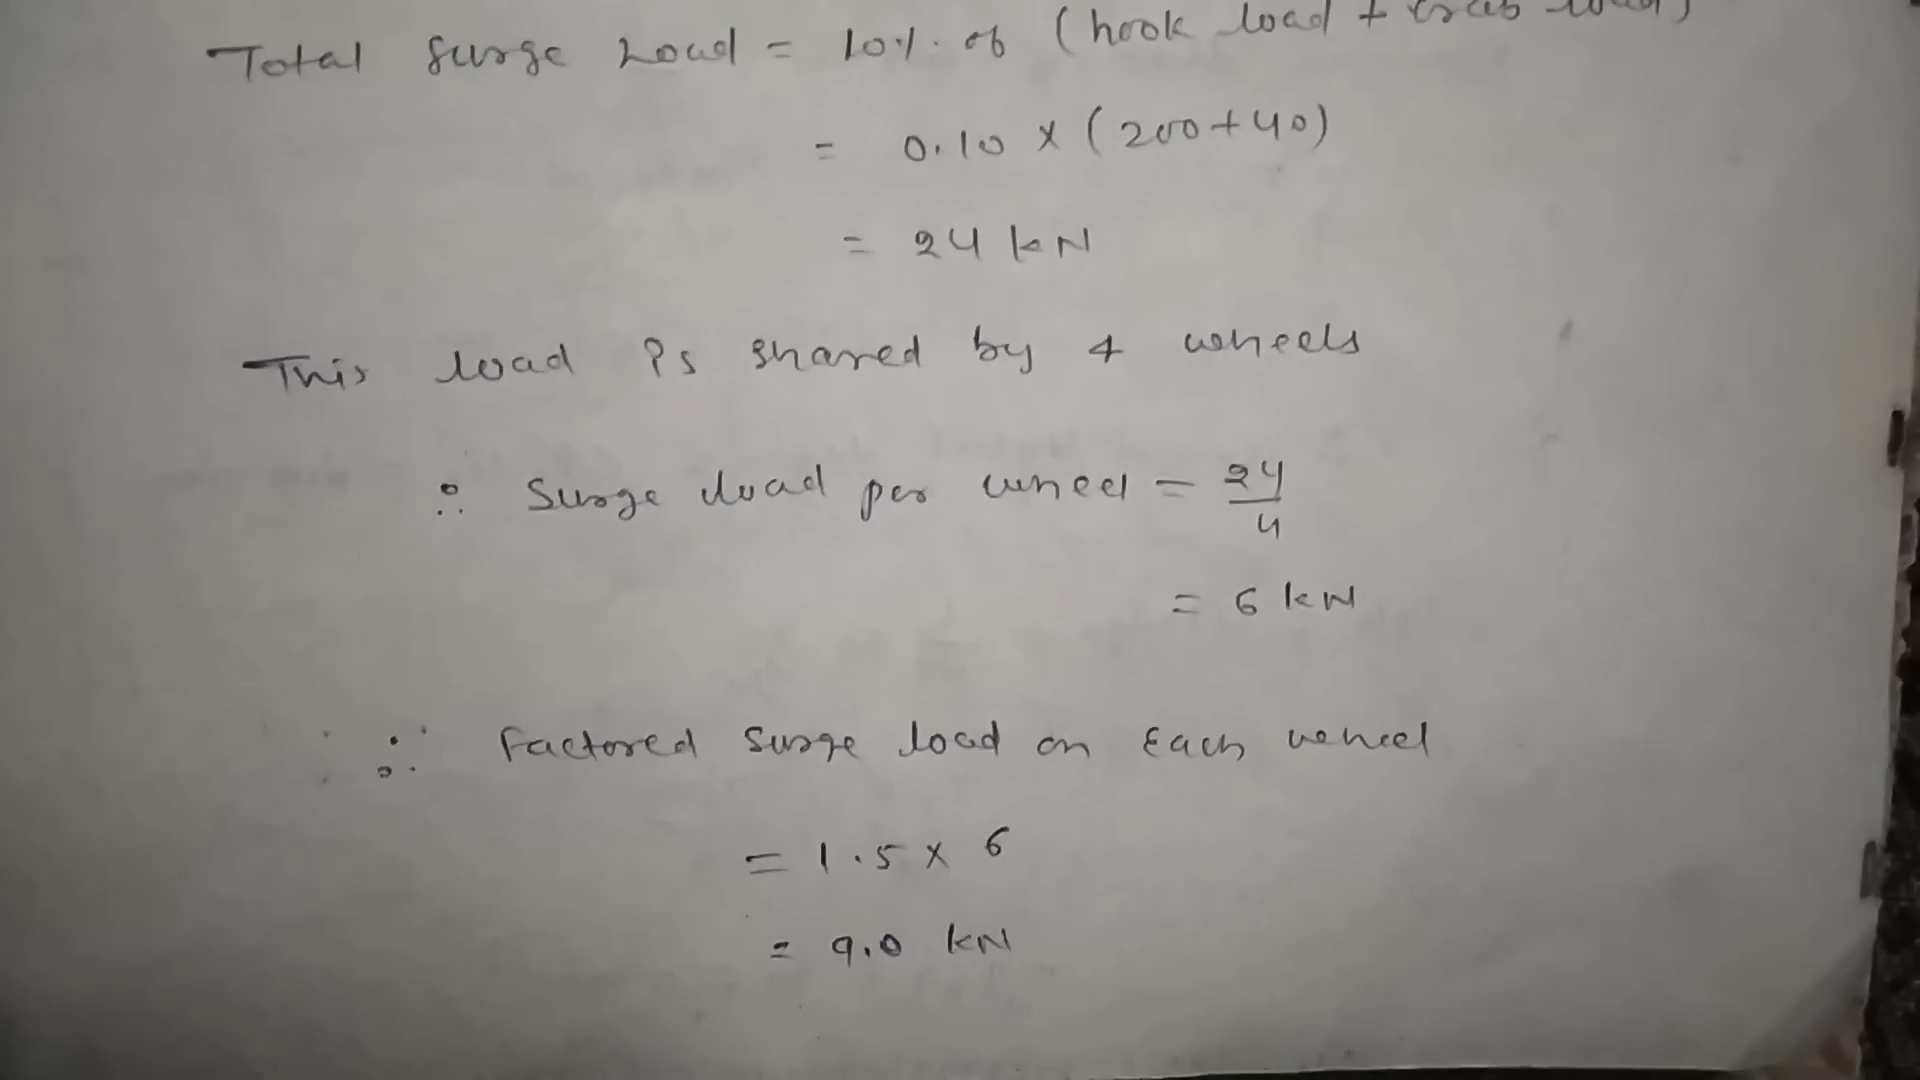 Total Surge Load = 10% of (hook load + crab load)
= 0.10 x (200+40)
= 24 kN
This load is shared by 4 wheels
∴ Surge load per wheel = 24/4
= 6 kN
∴ Factored surge load on Each wheel
= 1.5 x 6
= 9.0 kN